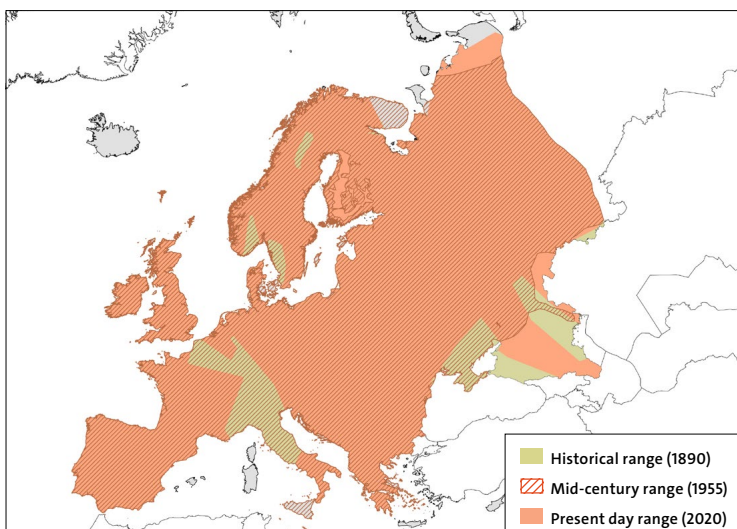 Historical range (1890)
Mid-century range (1955)
Present day range (2020)